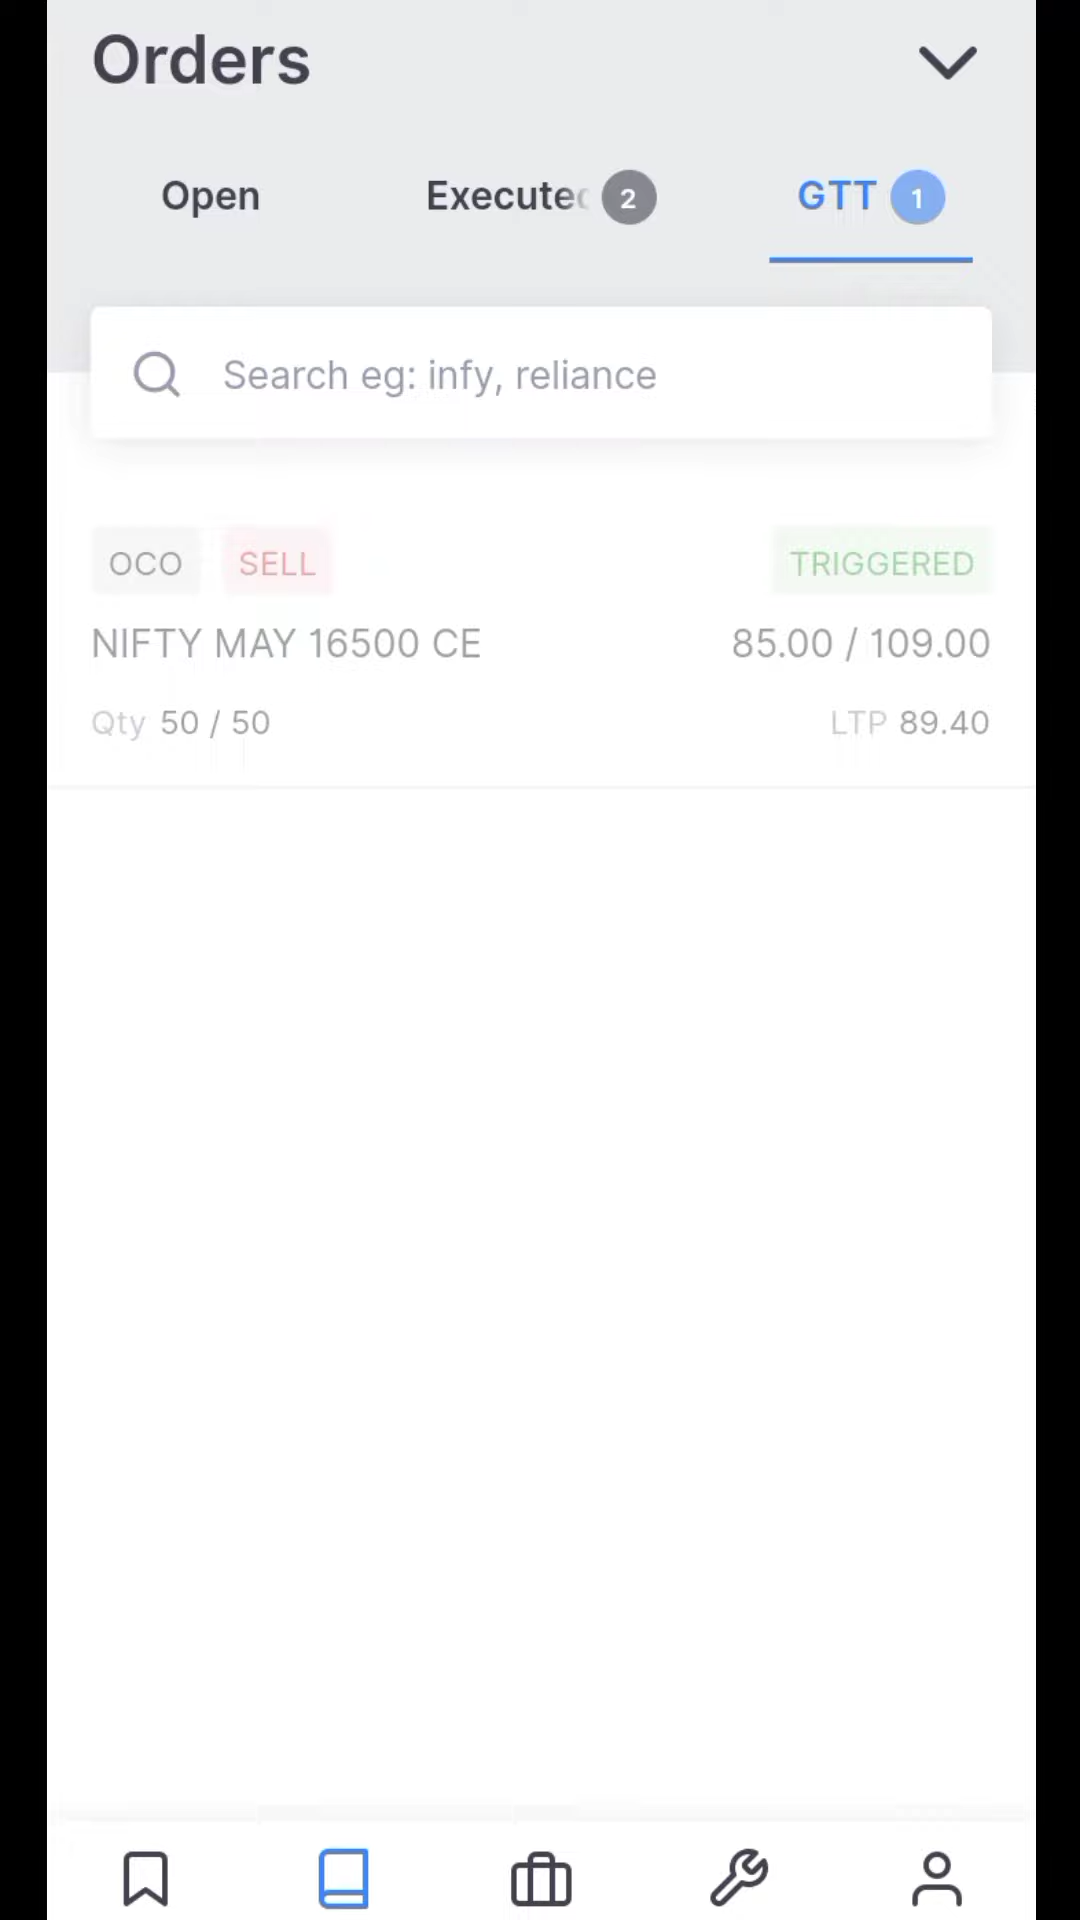 Orders
Open Executed 2 GTT 1
Search eg: infy, reliance
OCO SELL TRIGGERED
NIFTY MAY 16500 CE 85.00 / 109.00
Qty 50 / 50 LTP 89.40